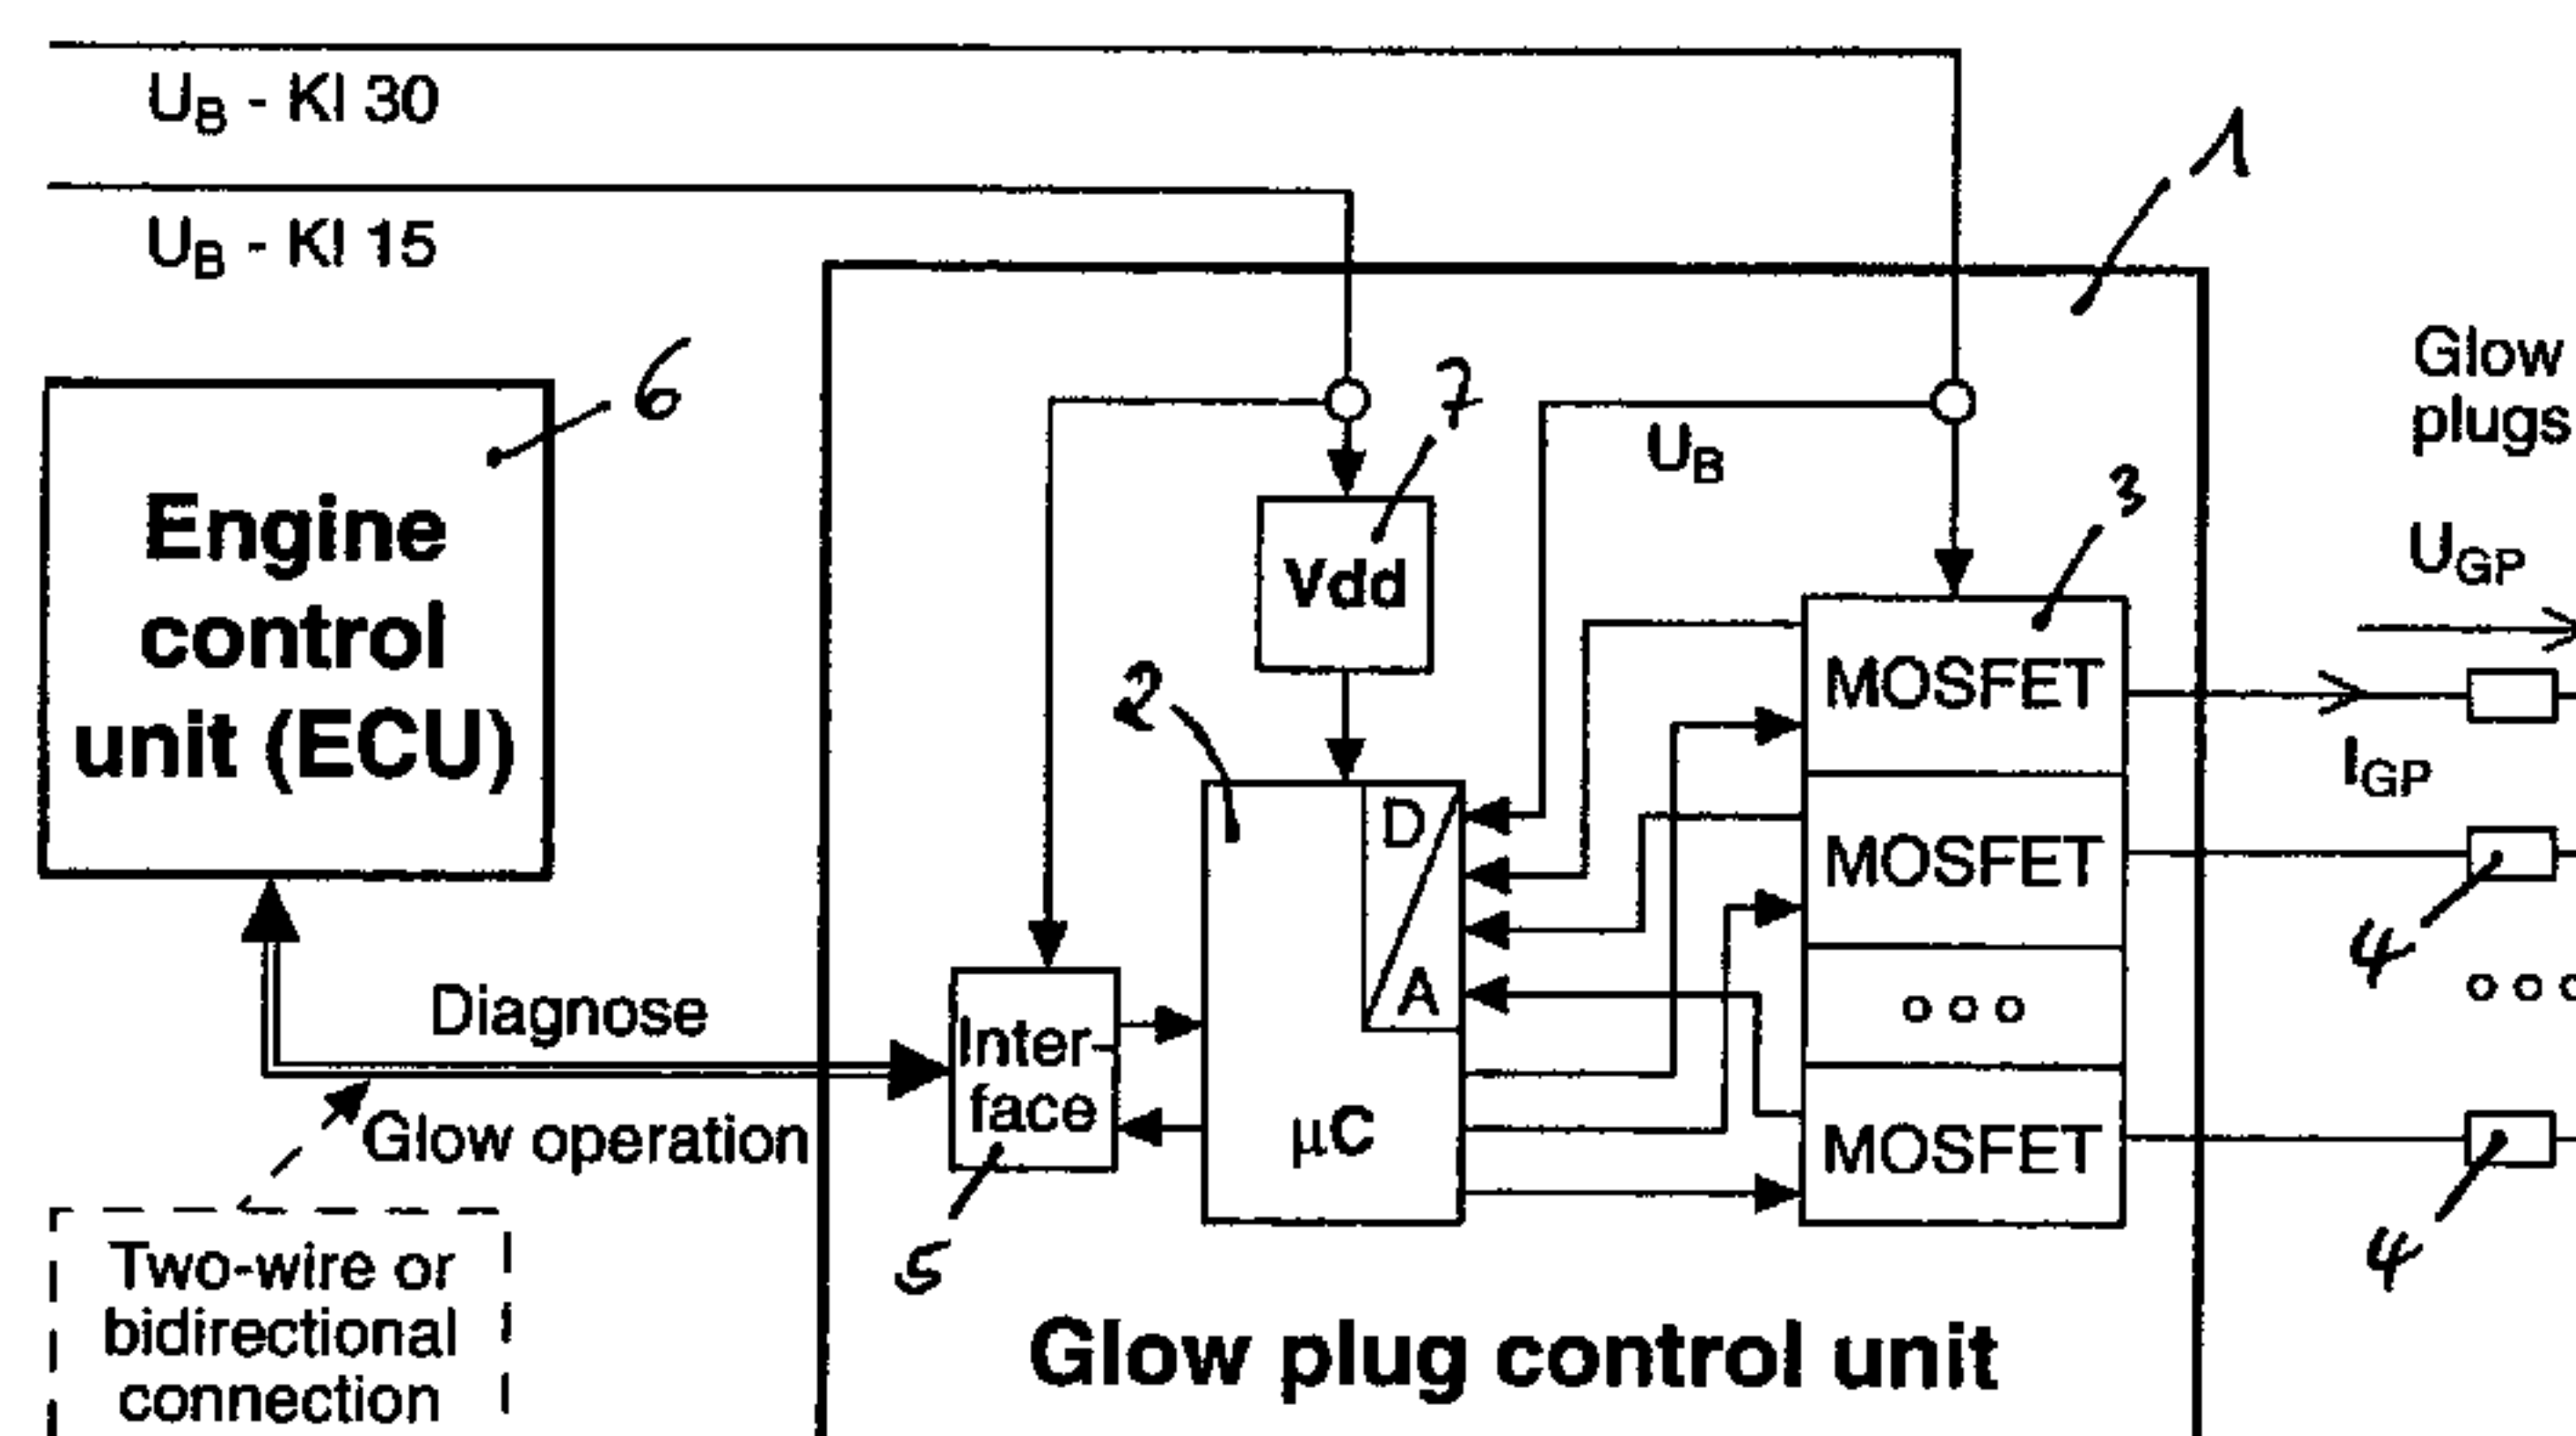 U_B - Kl 30
U_B - Kl 15
1
6
7
Glow
plugs
U_B
3
Engine
control
unit (ECU)
Vdd
U_GP
2
MOSFET
I_GP
D
A
MOSFET
4
o o o
o o o
Diagnose
Inter-
face
Glow operation
µC
MOSFET
5
4
Two-wire or
bidirectional
connection
Glow plug control unit